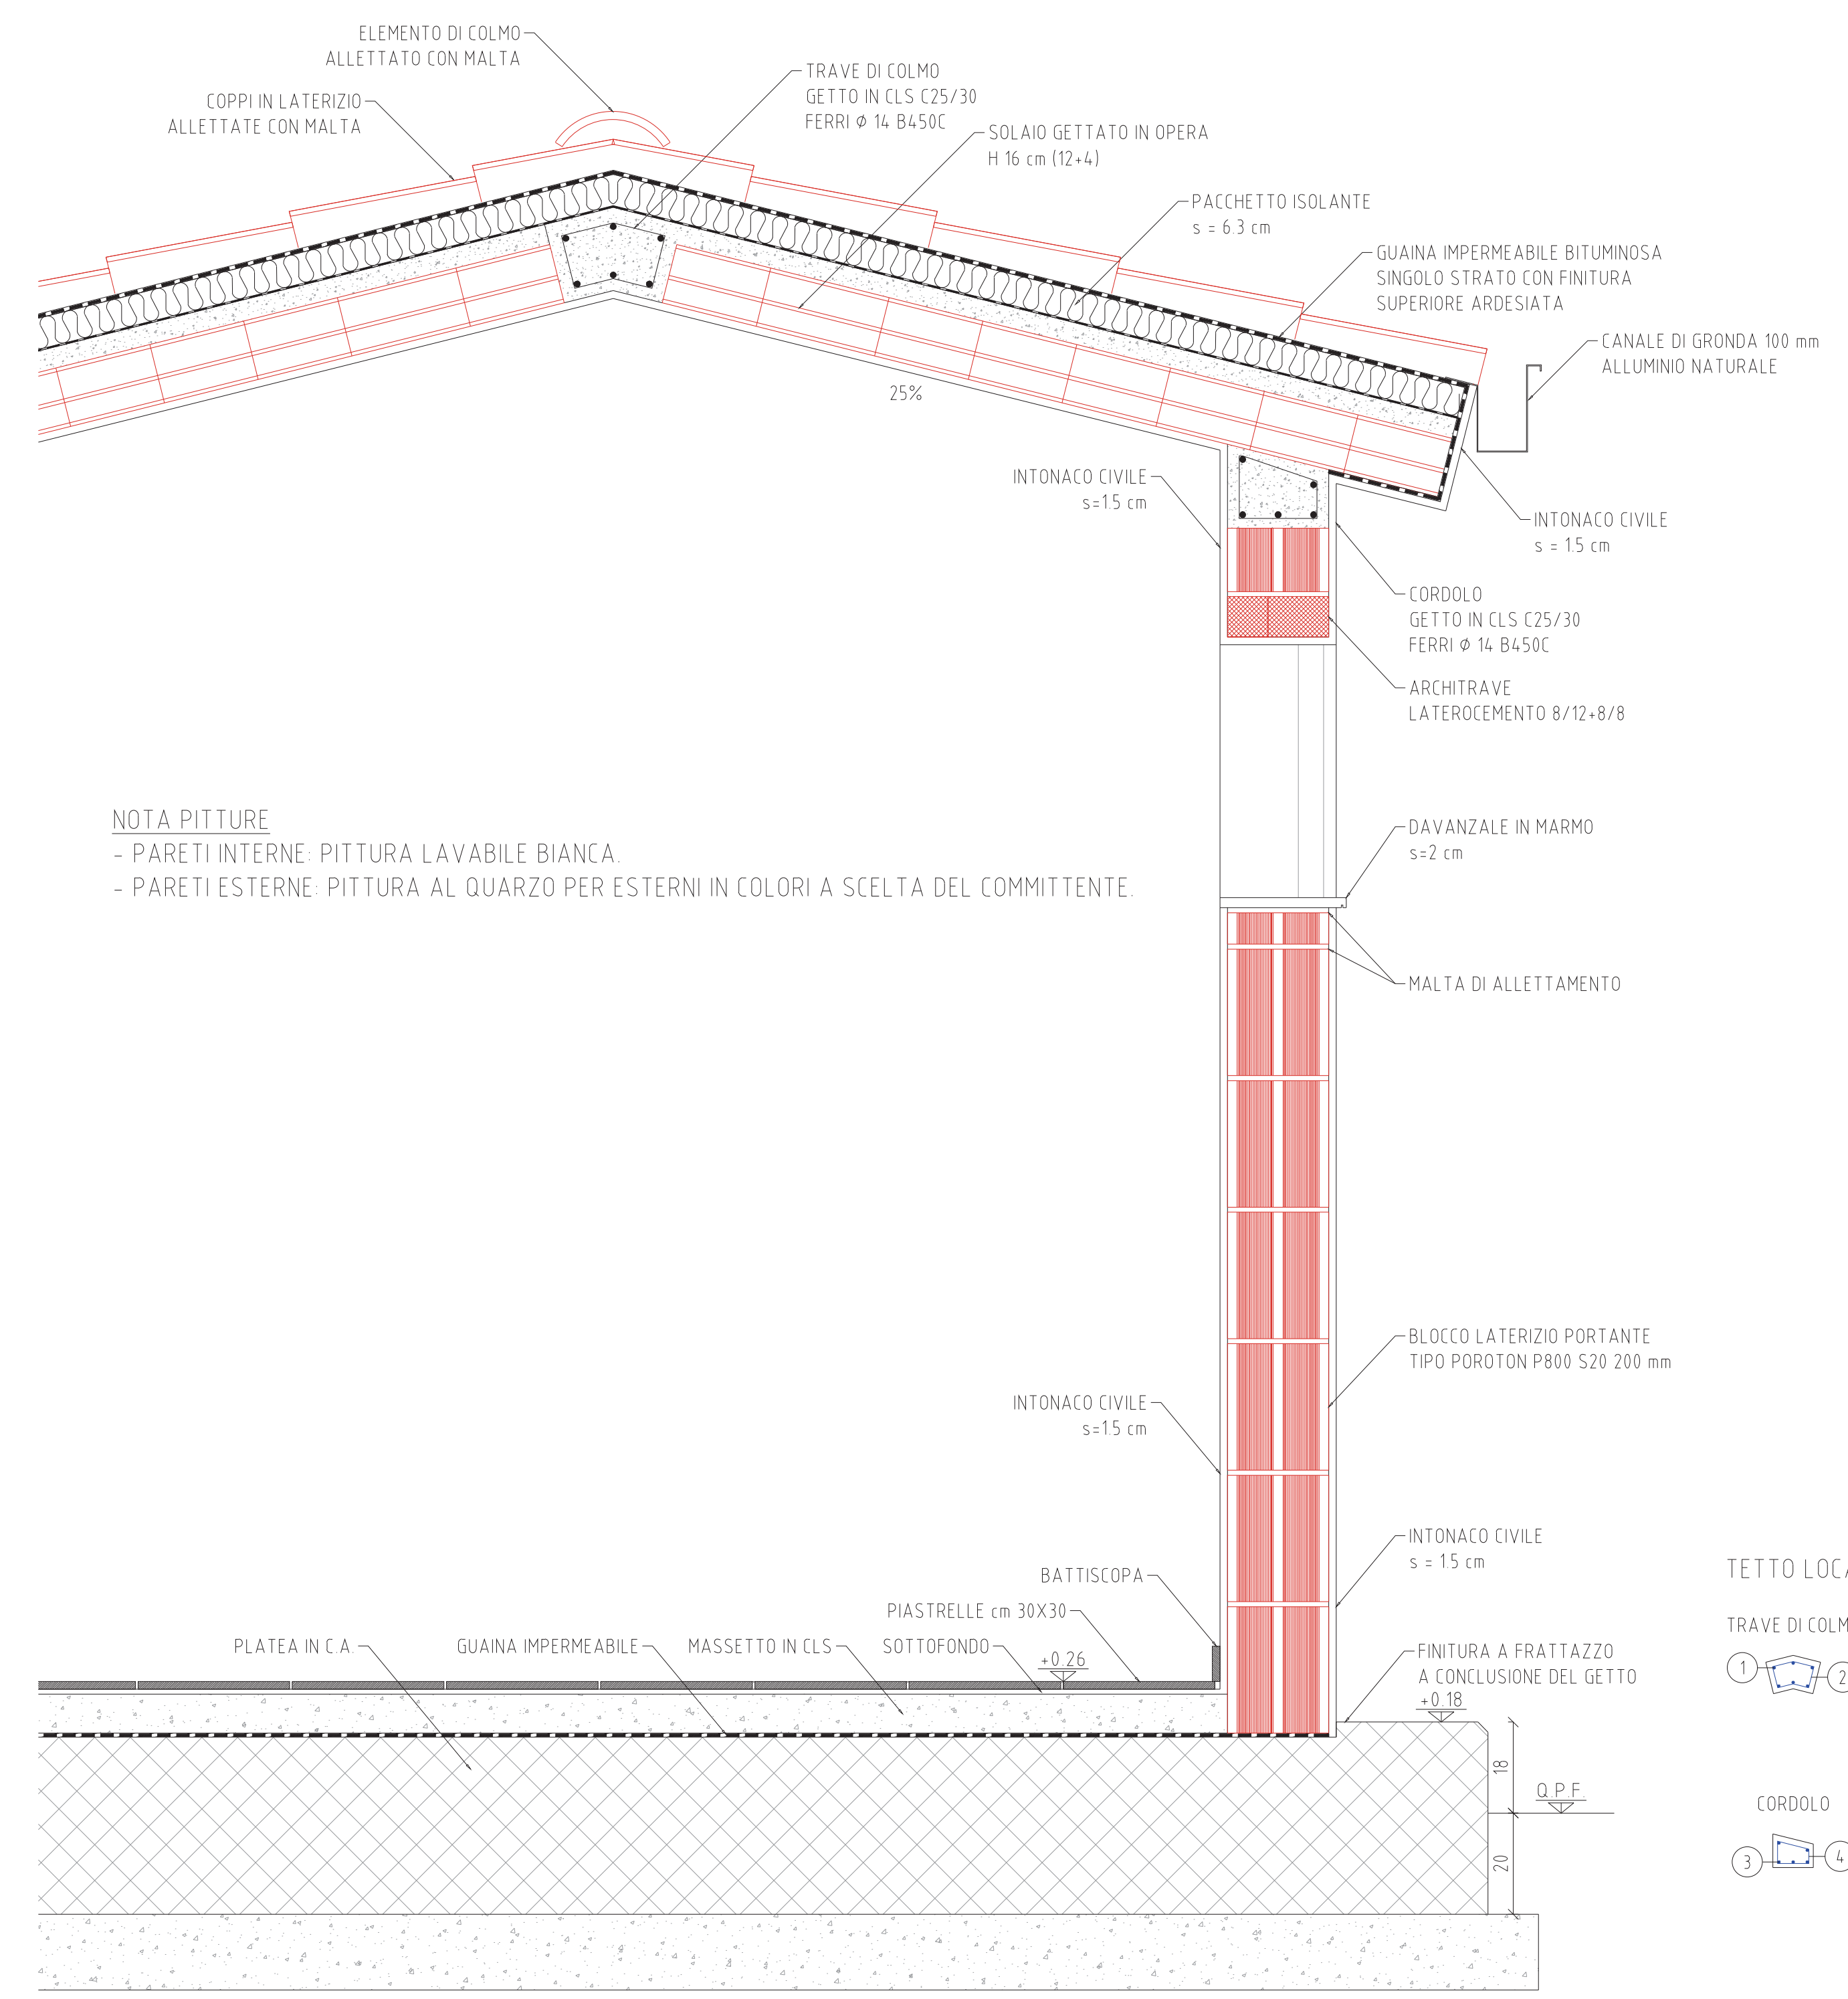 ELEMENTO DI COLMO
ALLETTATO CON MALTA
COPPI IN LATERIZIO
ALLETTATE CON MALTA
TRAVE DI COLMO
GETTO IN CLS C25/30
FERRI ϕ 14 B450C
SOLAIO GETTATO IN OPERA
H 16 cm (12+4)
PACCHETTO ISOLANTE
s = 6.3 cm
GUAINA IMPERMEABILE BITUMINOSA
SINGOLO STRATO CON FINITURA
SUPERIORE ARDESIATA
CANALE DI GRONDA 100 mm
ALLUMINIO NATURALE
25%
INTONACO CIVILE
s=1.5 cm
INTONACO CIVILE
s = 1.5 cm
CORDOLO
GETTO IN CLS C25/30
FERRI ϕ 14 B450C
ARCHITRAVE
LATEROCEMENTO 8/12+8/8
NOTA PITTURE
- PARETI INTERNE: PITTURA LAVABILE BIANCA.
- PARETI ESTERNE: PITTURA AL QUARZO PER ESTERNI IN COLORI A SCELTA DEL COMMITTENTE.
DAVANZALE IN MARMO
s=2 cm
MALTA DI ALLETTAMENTO
BLOCCO LATERIZIO PORTANTE
TIPO POROTON P800 S20 200 mm
INTONACO CIVILE
s=1.5 cm
INTONACO CIVILE
s = 1.5 cm
BATTISCOPA
PIASTRELLE cm 30X30
PLATEA IN C.A.
GUAINA IMPERMEABILE
MASSETTO IN CLS
SOTTOFONDO
+0.26
FINITURA A FRATTAZZO
A CONCLUSIONE DEL GETTO
+0.18
18
Q.P.F.
20
TETTO LOCA
TRAVE DI COLM
1
2
CORDOLO
3
4